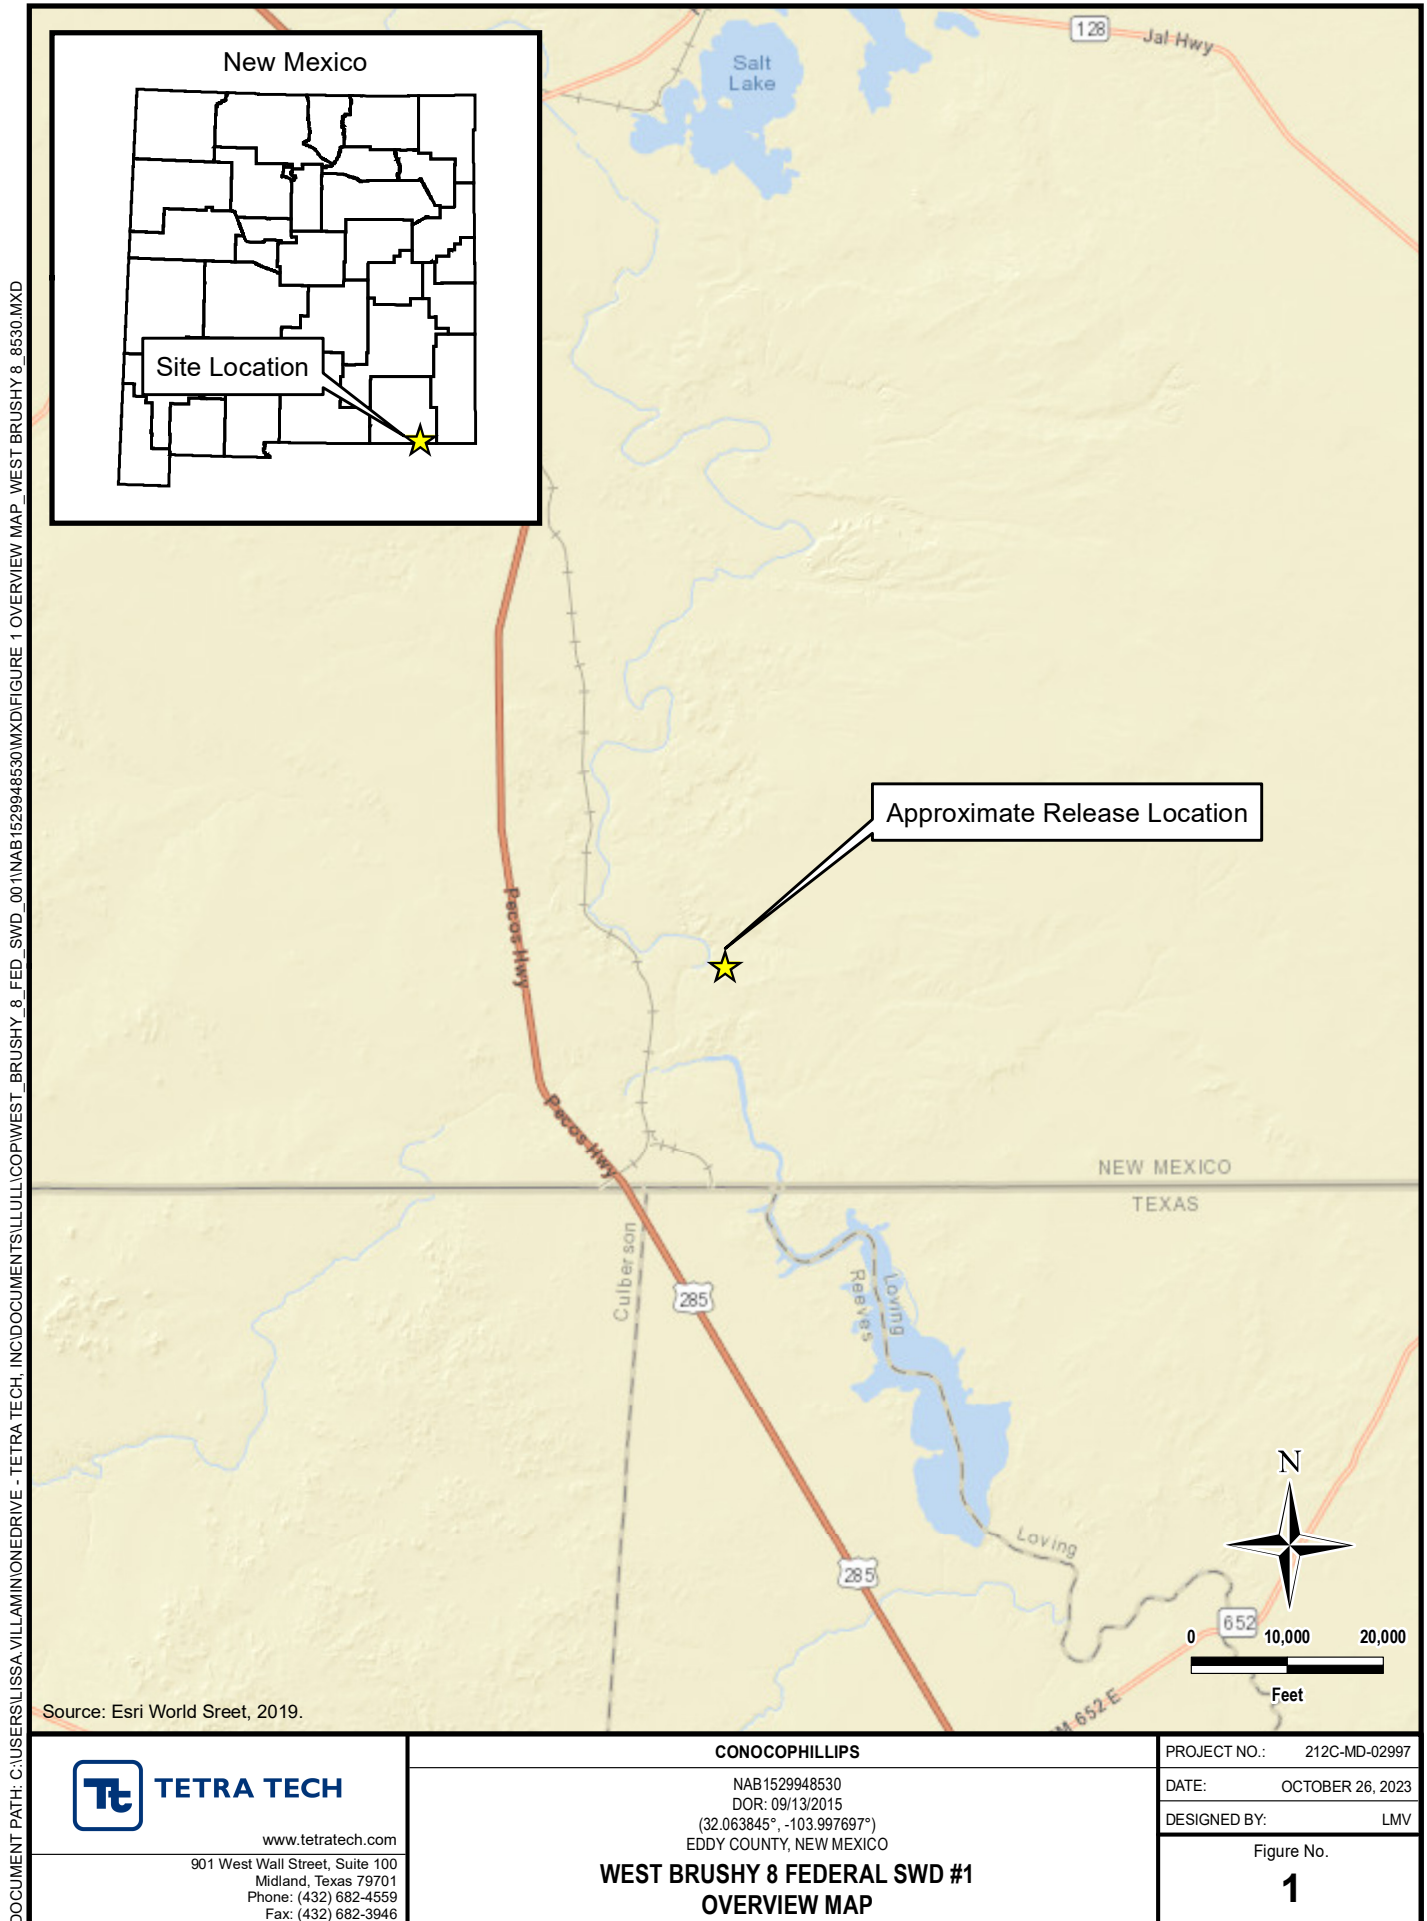 New Mexico
Site Location
Salt
Lake
128
Jal Hwy
Approximate Release Location
Pecos Hwy
Pecos Hwy
NEW MEXICO
TEXAS
Culberson
285
Reeves
Loving
285
Loving
N
652
0 10,000 20,000
Feet
M 652 E
Source: Esri World Sreet, 2019.
DOCUMENT PATH: C:\USERS\LISSA.VILLAMIN\ONEDRIVE - TETRA TECH, INC\DOCUMENTS\LLULL\COP\WEST_BRUSHY_8_FED_SWD_001\NAB1529948530\MXD\FIGURE 1 OVERVIEW MAP_WEST BRUSHY 8_8530.MXD
Tt TETRA TECH
www.tetratech.com
901 West Wall Street, Suite 100
Midland, Texas 79701
Phone: (432) 682-4559
Fax: (432) 682-3946
CONOCOPHILLIPS
NAB1529948530
DOR: 09/13/2015
(32.063845°, -103.997697°)
EDDY COUNTY, NEW MEXICO
WEST BRUSHY 8 FEDERAL SWD #1
OVERVIEW MAP
PROJECT NO.: 212C-MD-02997
DATE: OCTOBER 26, 2023
DESIGNED BY: LMV
Figure No.
1